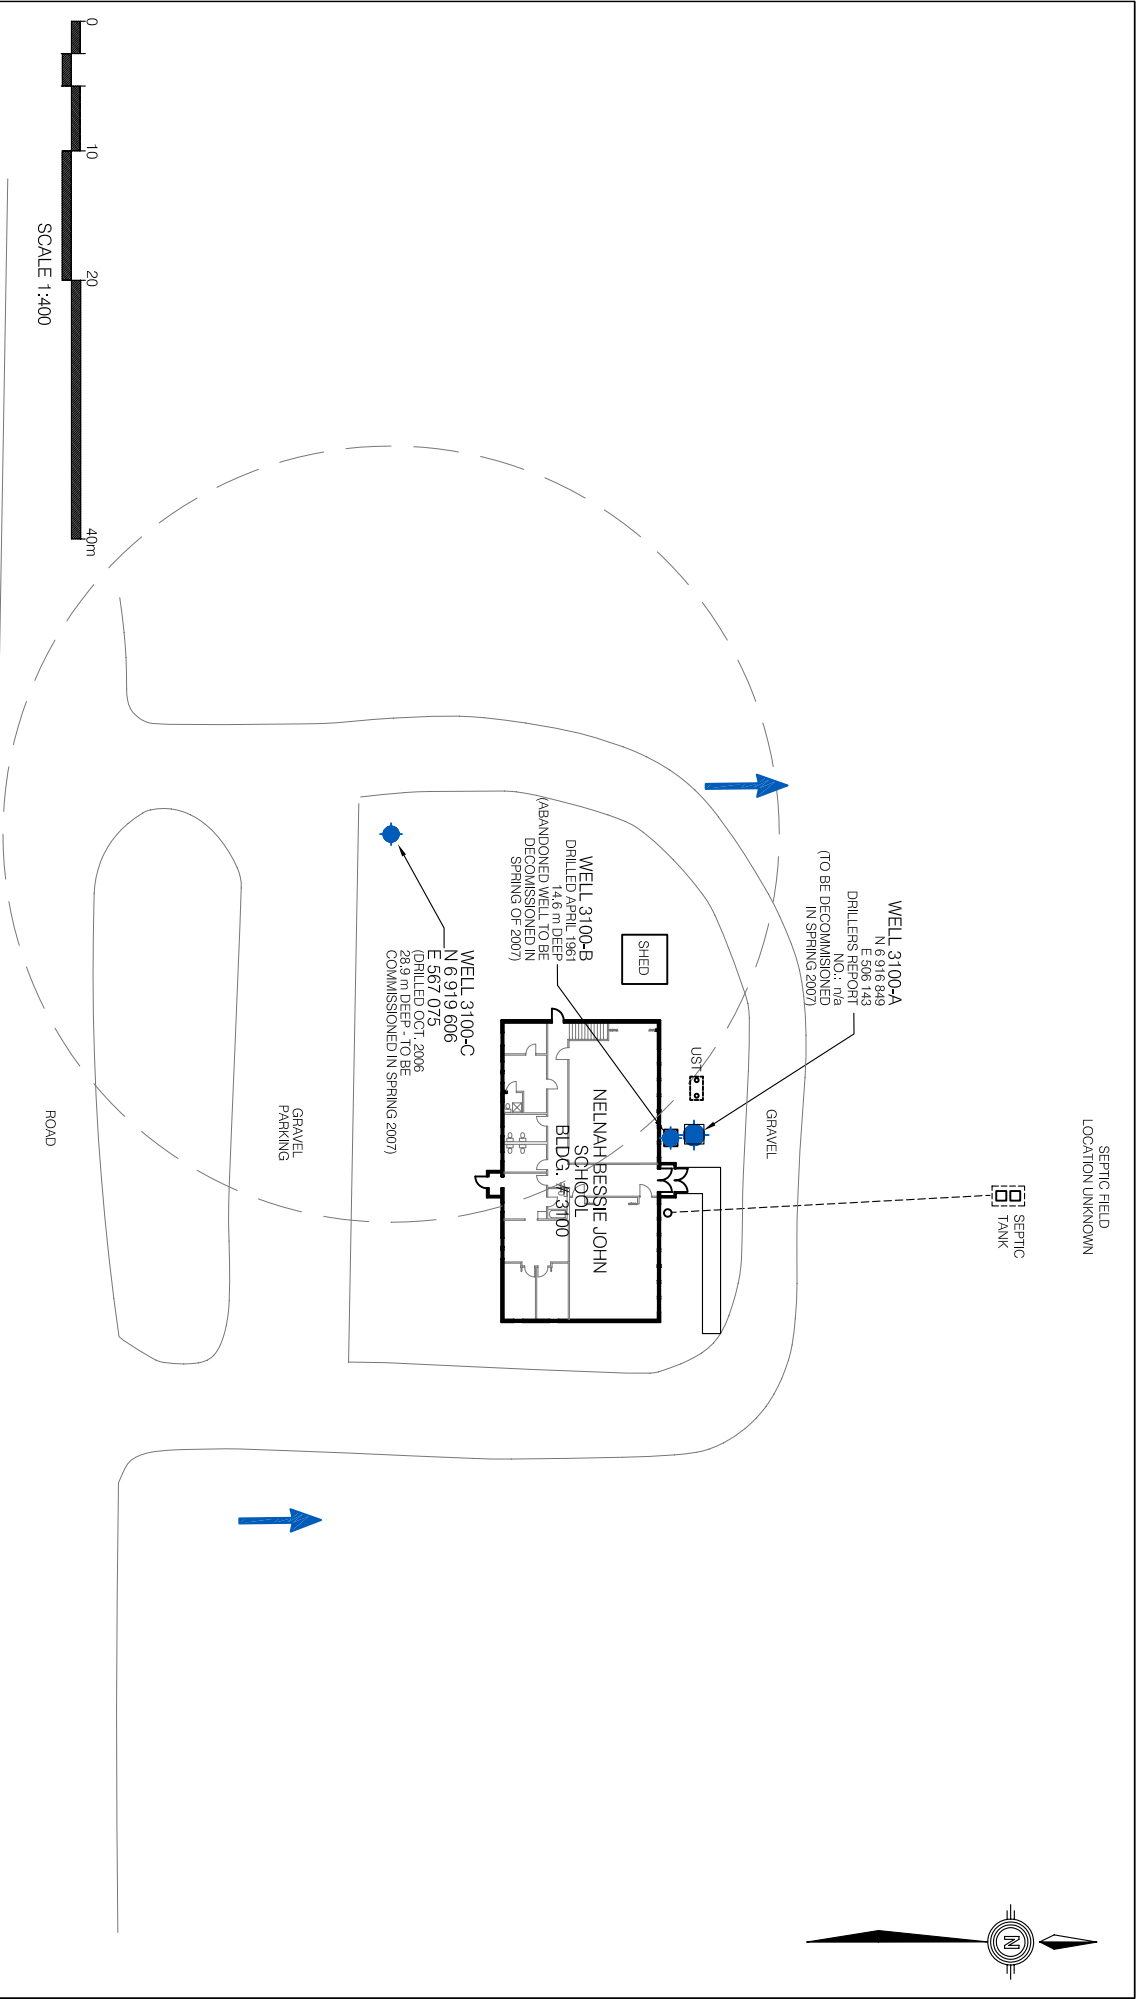 SEPTIC FIELD
LOCATION UNKNOWN
SEPTIC
TANK
N
WELL 3100-A
N 6 916 849
E 506 143
DRILLERS REPORT
NO.: n/a
(TO BE DECOMMISIONED
IN SPRING 2007)
GRAVEL
UST
SHED
WELL 3100-B
DRILLED APRIL 1961
14.6 m DEEP
(ABANDONED WELL TO BE
DECOMISSIONED IN
SPRING OF 2007)
NELNAH BESSIE JOHN
SCHOOL
BLDG. # 3100
WELL 3100-C
N 6 919 606
E 567 075
(DRILLED OCT. 2006
28.9 m DEEP - TO BE
COMMISSIONED IN SPRING 2007)
GRAVEL
PARKING
ROAD
0 10 20 40m
SCALE 1:400